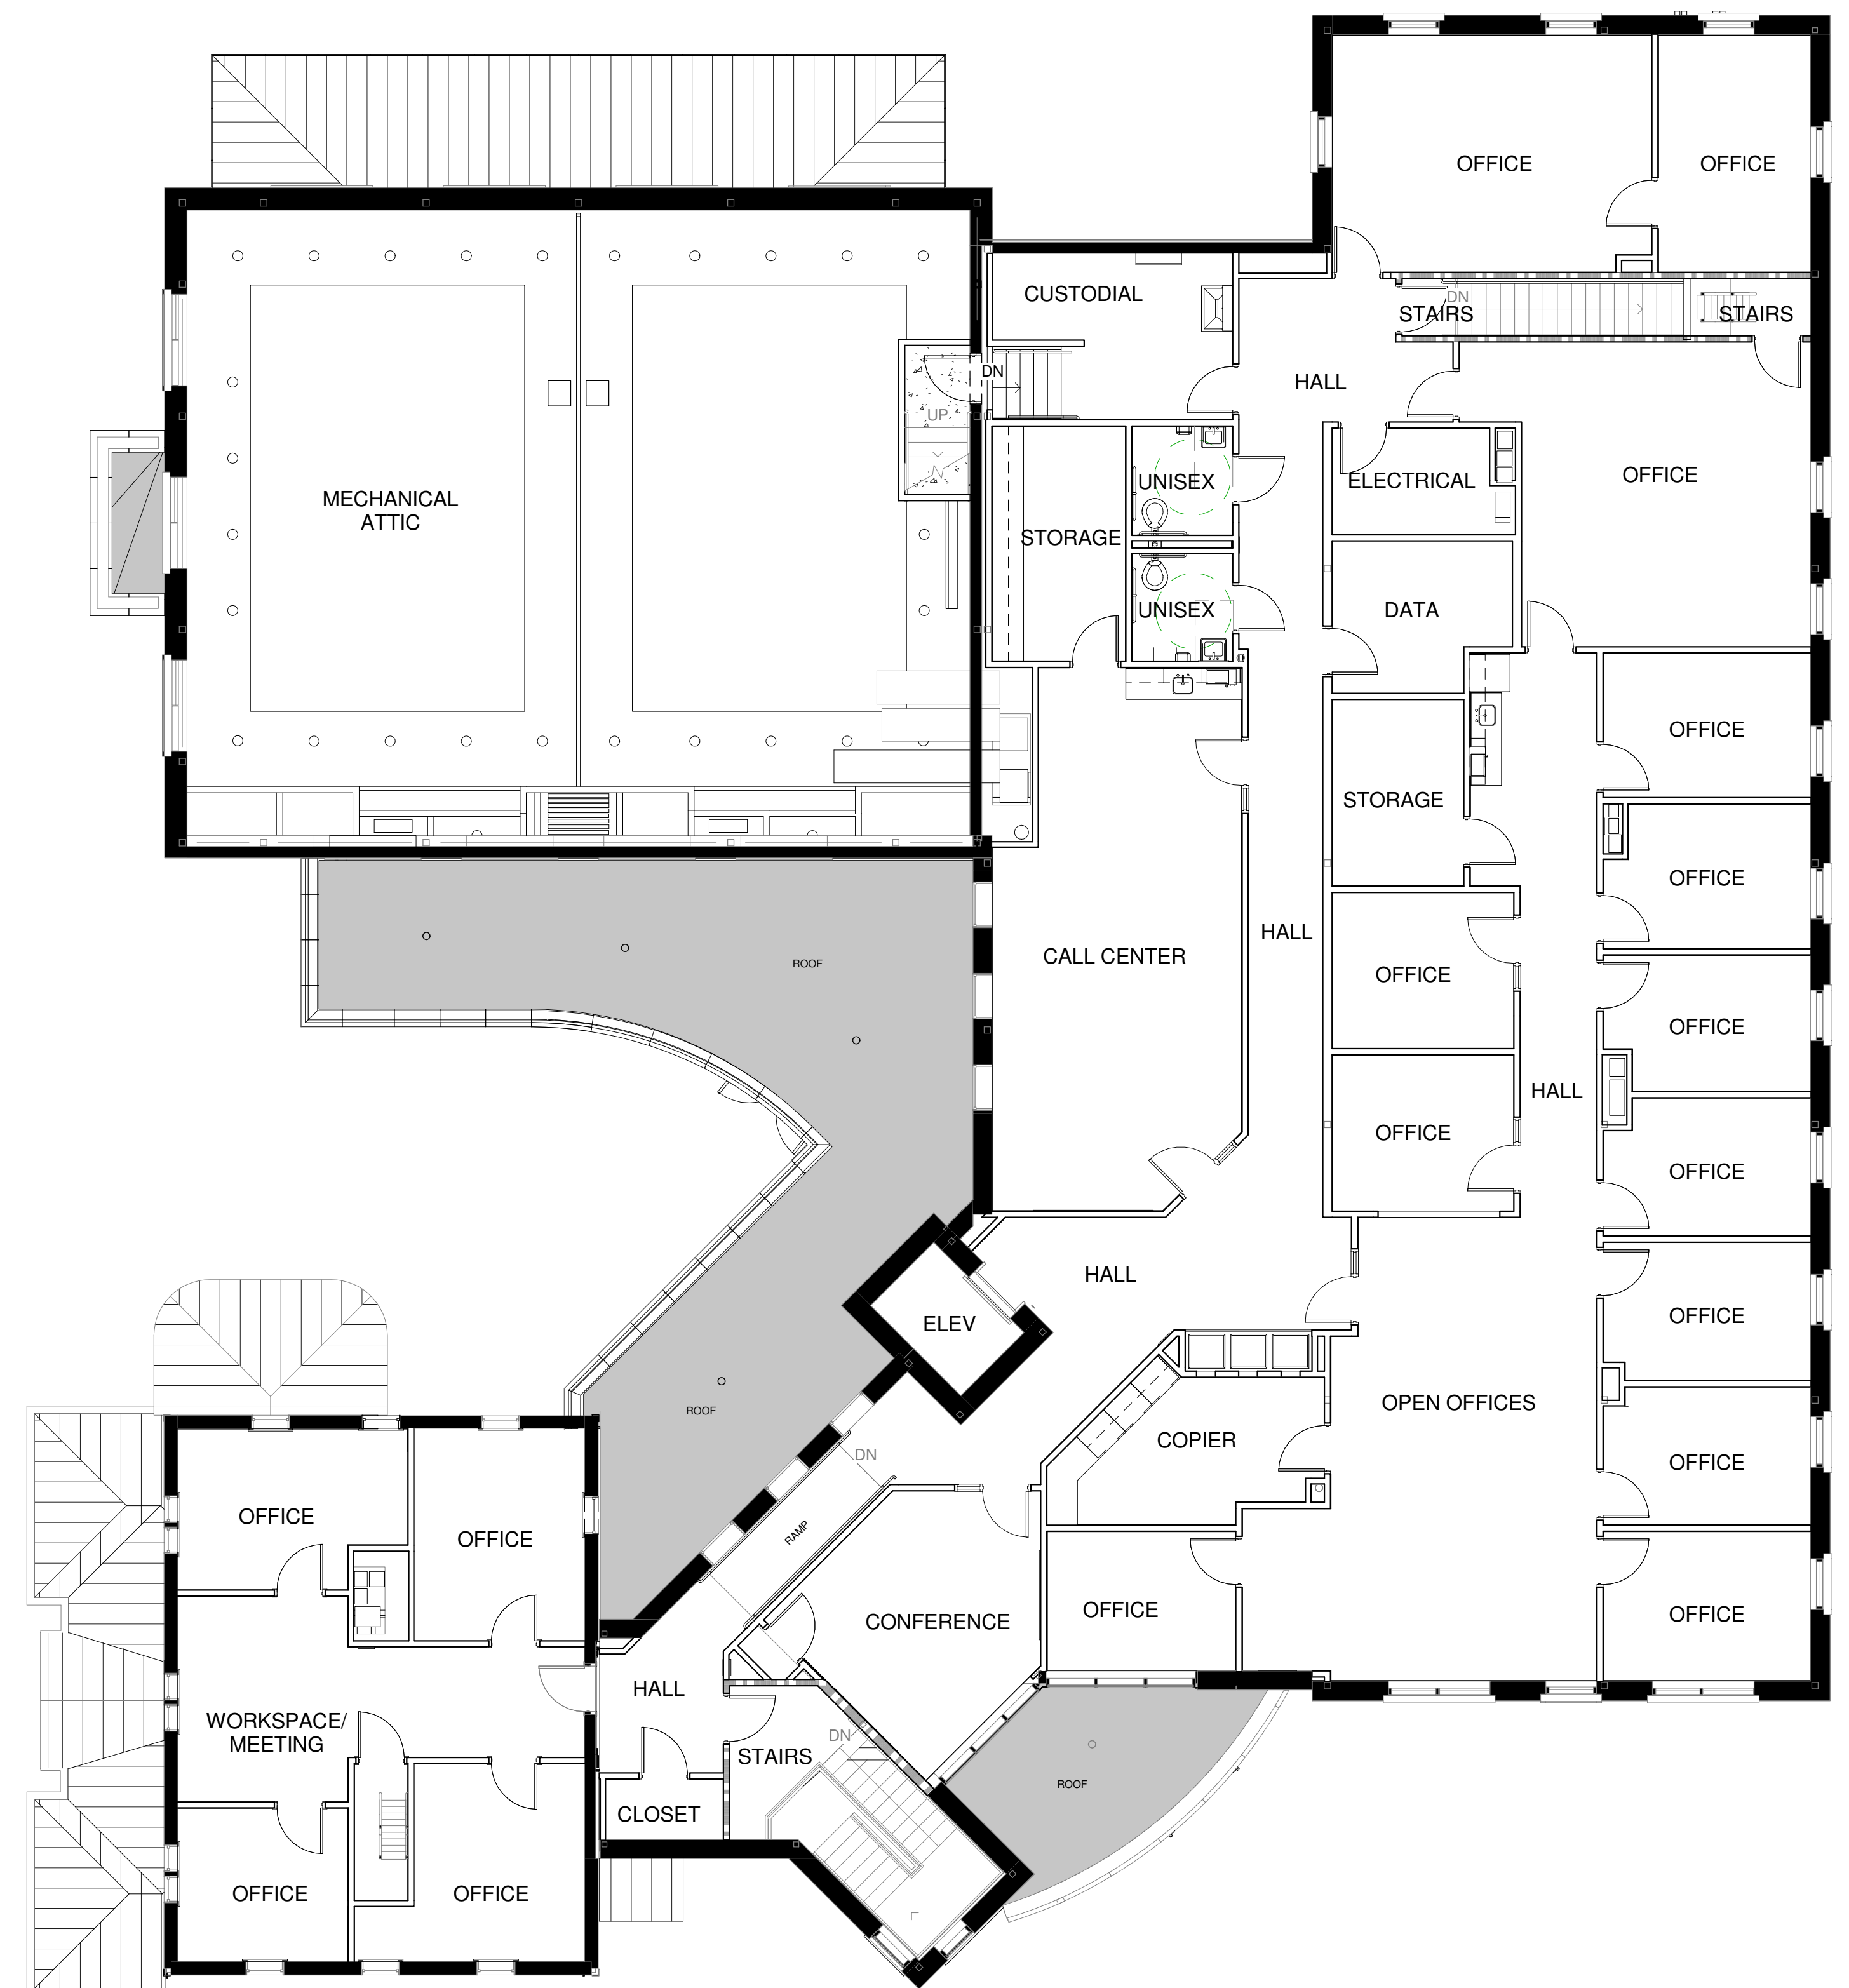 OFFICE
OFFICE
CUSTODIAL
DN
STAIRS
STAIRS
DN
HALL
UP
MECHANICAL
ATTIC
UNISEX
ELECTRICAL
OFFICE
STORAGE
UNISEX
DATA
OFFICE
STORAGE
OFFICE
HALL
CALL CENTER
ROOF
OFFICE
OFFICE
HALL
OFFICE
OFFICE
HALL
ELEV
OFFICE
OPEN OFFICES
ROOF
COPIER
DN
OFFICE
OFFICE
OFFICE
RAMP
CONFERENCE
OFFICE
OFFICE
HALL
WORKSPACE/
MEETING
DN
STAIRS
ROOF
CLOSET
OFFICE
OFFICE